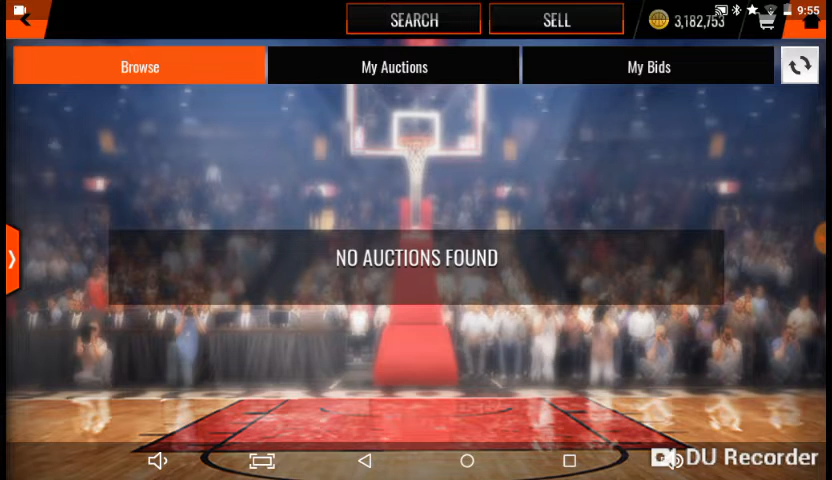 SEARCH
SELL
3,182,753
9:55
Browse
My Auctions
My Bids
NO AUCTIONS FOUND
DU Recorder